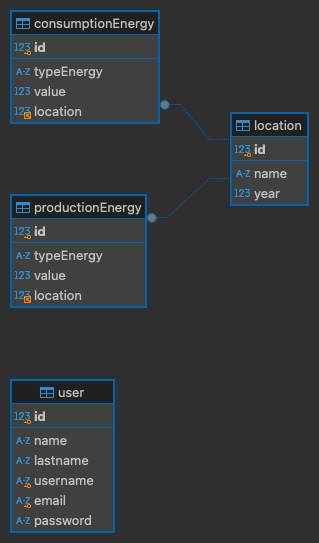 consumptionEnergy
123 id
A-Z typeEnergy
123 value
123 location
location
123 id
A-Z name
123 year
productionEnergy
123 id
A-Z typeEnergy
123 value
123 location
user
123 id
A-Z name
A-Z lastname
A-Z username
A-Z email
A-Z password